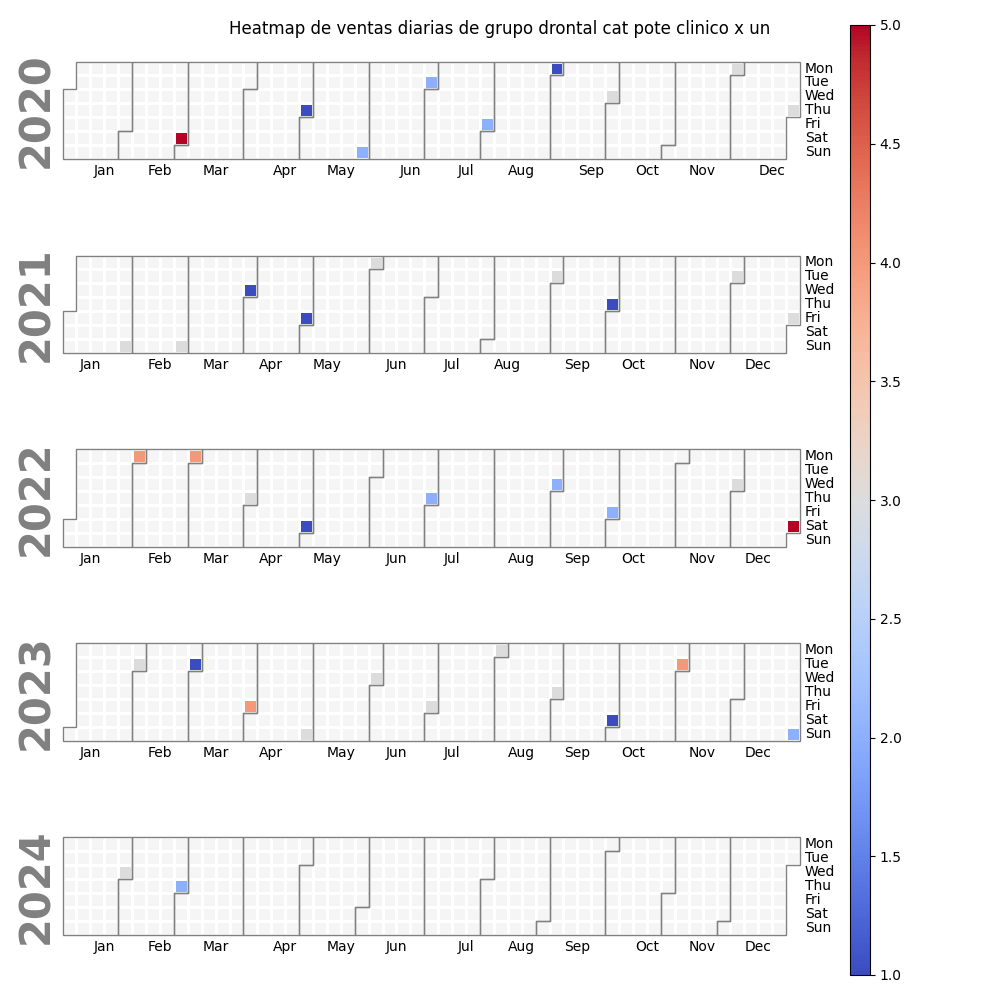 Heatmap de ventas diarias de grupo drontal cat pote clinico x un
2020
Mon
Tue
Wed
Thu
Fri
Sat
Sun
Jan Feb Mar Apr May Jun Jul Aug Sep Oct Nov Dec
2021
Mon
Tue
Wed
Thu
Fri
Sat
Sun
Jan Feb Mar Apr May Jun Jul Aug Sep Oct Nov Dec
2022
Mon
Tue
Wed
Thu
Fri
Sat
Sun
Jan Feb Mar Apr May Jun Jul Aug Sep Oct Nov Dec
2023
Mon
Tue
Wed
Thu
Fri
Sat
Sun
Jan Feb Mar Apr May Jun Jul Aug Sep Oct Nov Dec
2024
Mon
Tue
Wed
Thu
Fri
Sat
Sun
Jan Feb Mar Apr May Jun Jul Aug Sep Oct Nov Dec
5.0
4.5
4.0
3.5
3.0
2.5
2.0
1.5
1.0